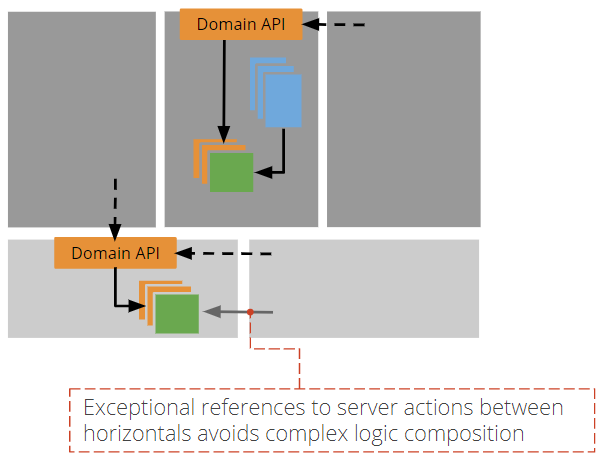 Domain API
Domain API
Exceptional references to server actions between
horizontals avoids complex logic composition